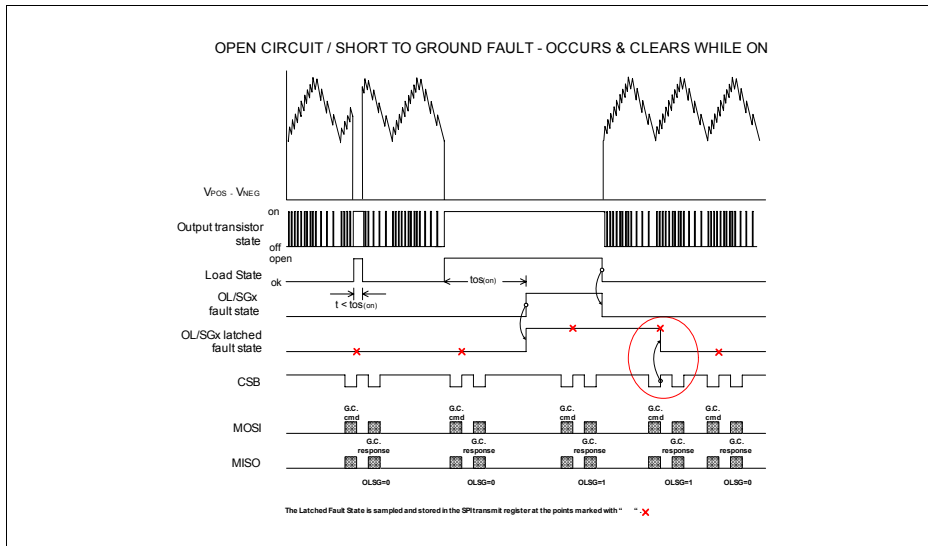 OPEN CIRCUIT / SHORT TO GROUND FAULT - OCCURS & CLEARS WHILE ON
VPOS - VNEG
on
Output transistor
state
off
open
Load State
ok
tos(on)
t < tos(on)
OL/SGx
fault state
OL/SGx latched
fault state
CSB
G.C. G.C. G.C. G.C. G.C.
cmd cmd cmd cmd cmd
MOSI
G.C. G.C. G.C. G.C. G.C.
response response response response response
MISO
OLSG=0 OLSG=0 OLSG=1 OLSG=1 OLSG=0
The Latched Fault State is sampled and stored in the SPI transmit register at the points marked with “ ” .